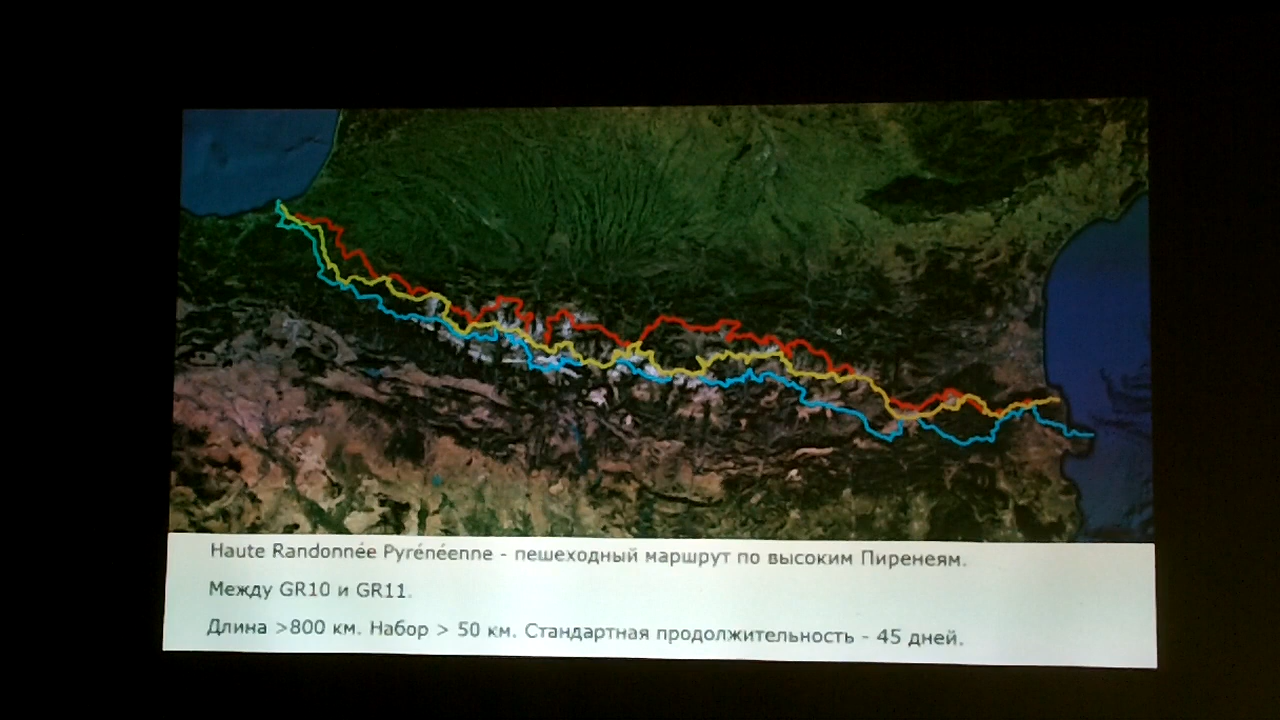 Haute Randonnée Pyrénéenne - пешеходный маршрут по высоким Пиренеям.
Между GR10 и GR11.
Длина >800 км. Набор > 50 км. Стандартная продолжительность - 45 дней.